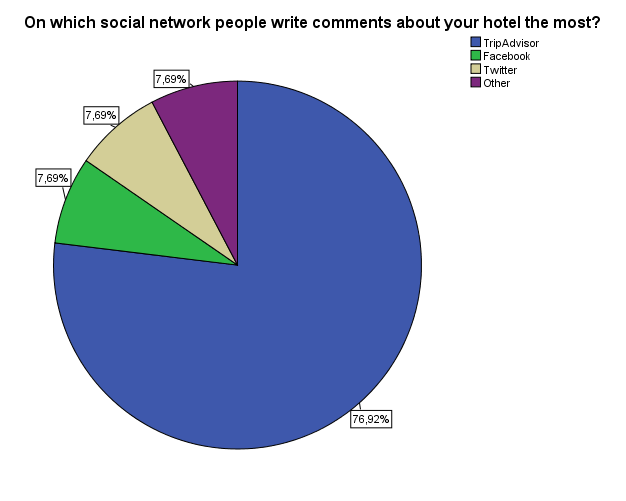 On which social network people write comments about your hotel the most?
TripAdvisor
Facebook
Twitter
Other
7,69%
7,69%
7,69%
76,92%